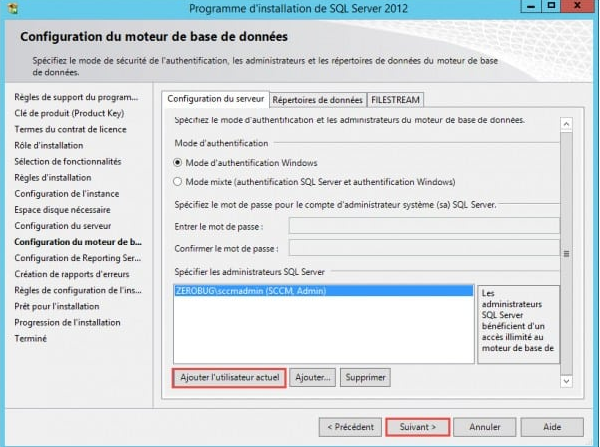 Programme d'installation de SQL Server 2012
Configuration du moteur de base de données
Spécifiez le mode de sécurité de l'authentification, les administrateurs et les répertoires de données du moteur de base
de données.
Règles de support du program...
Clé de produit (Product Key)
Termes du contrat de licence
Rôle d'installation
Sélection de fonctionnalités
Règles d'installation
Configuration de l'instance
Espace disque nécessaire
Configuration du serveur
Configuration du moteur de b...
Configuration de Reporting Ser...
Création de rapports d'erreurs
Règles de configuration de l'ins...
Prêt pour l'installation
Progression de l'installation
Terminé
Configuration du serveur
Répertoires de données
FILESTREAM
Spécifiez le mode d'authentification et les administrateurs du moteur de base de données.
Mode d'authentification
Mode d'authentification Windows
Mode mixte (authentification SQL Server et authentification Windows)
Spécifiez le mot de passe pour le compte d'administrateur système (sa) SQL Server.
Entrer le mot de passe :
Confirmer le mot de passe :
Spécifier les administrateurs SQL Server
ZEROBUG\sccmadmin (SCCM, Admin)
Les
administrateurs
SQL Server
bénéficient d'un
accès illimité au
moteur de base de
Ajouter l'utilisateur actuel
Ajouter...
Supprimer
< Précédent
Suivant >
Annuler
Aide